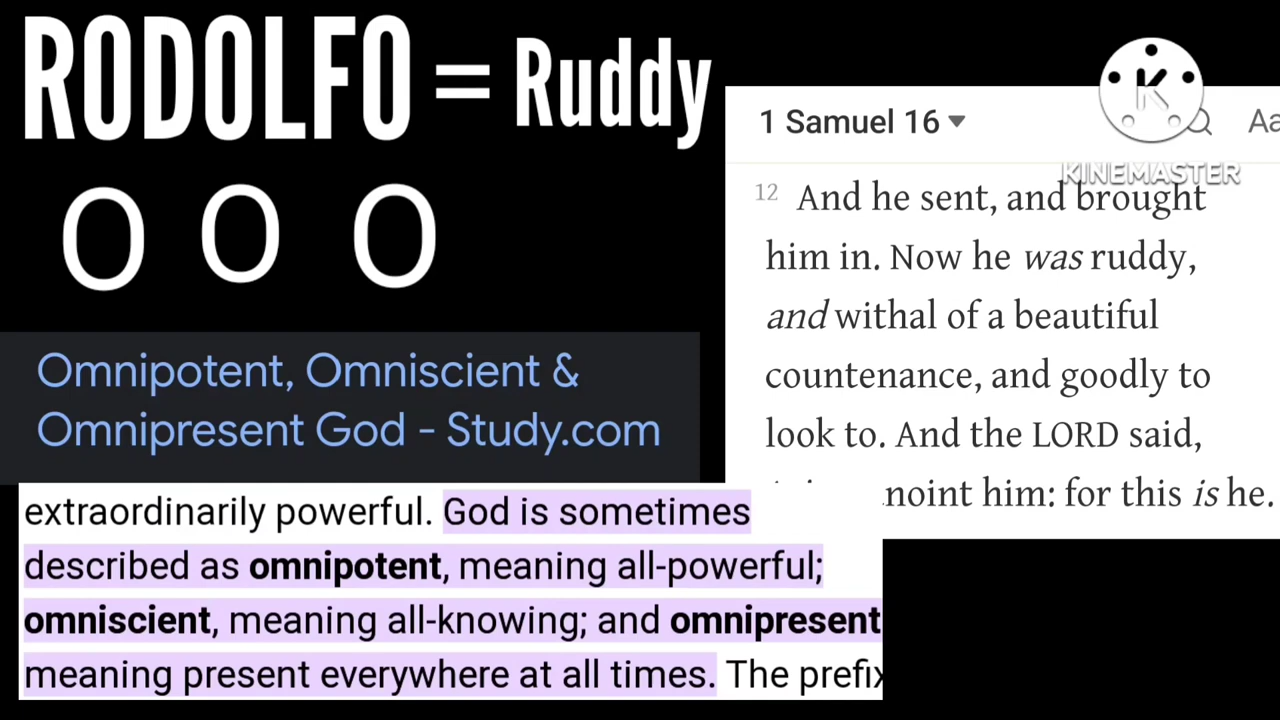 RODOLFO = Ruddy
O O O
Omnipotent, Omniscient &
Omnipresent God - Study.com
extraordinarily powerful. God is sometimes
described as omnipotent, meaning all-powerful;
omniscient, meaning all-knowing; and omnipresent
meaning present everywhere at all times. The prefix
K
KINEMASTER
1 Samuel 16
Aa
12 And he sent, and brought
him in. Now he was ruddy,
and withal of a beautiful
countenance, and goodly to
look to. And the LORD said,
noint him: for this is he.